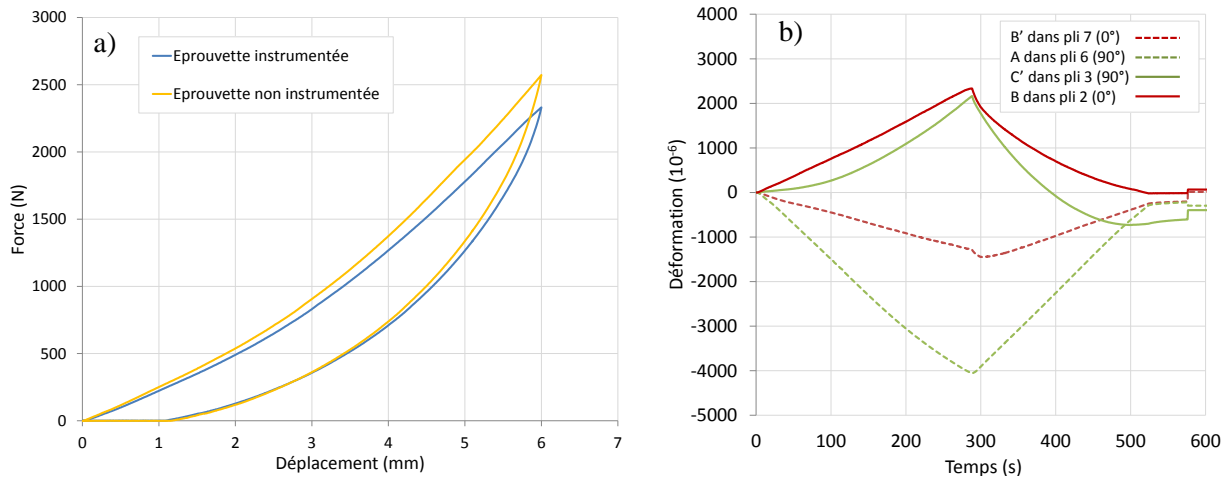 a)
Eprouvette instrumentée
Eprouvette non instrumentée
Force (N)
3000
2500
2000
1500
1000
500
0
0 1 2 3 4 5 6 7
Déplacement (mm)
b)
B’ dans pli 7 (0°)
A dans pli 6 (90°)
C’ dans pli 3 (90°)
B dans pli 2 (0°)
Déformation (10⁻⁶)
4000
3000
2000
1000
0
-1000
-2000
-3000
-4000
-5000
0 100 200 300 400 500 600
Temps (s)